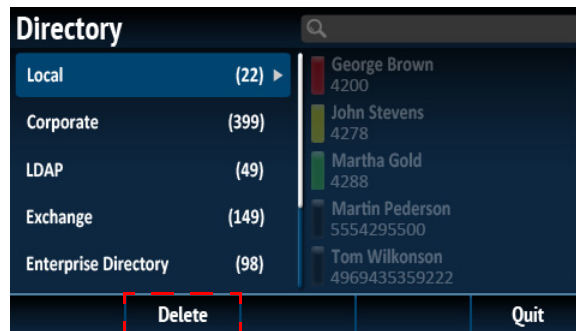 Directory
Local (22)
Corporate (399)
LDAP (49)
Exchange (149)
Enterprise Directory (98)
George Brown
4200
John Stevens
4278
Martha Gold
4288
Martin Pederson
5554295500
Tom Wilkonson
4969435359222
Delete Quit